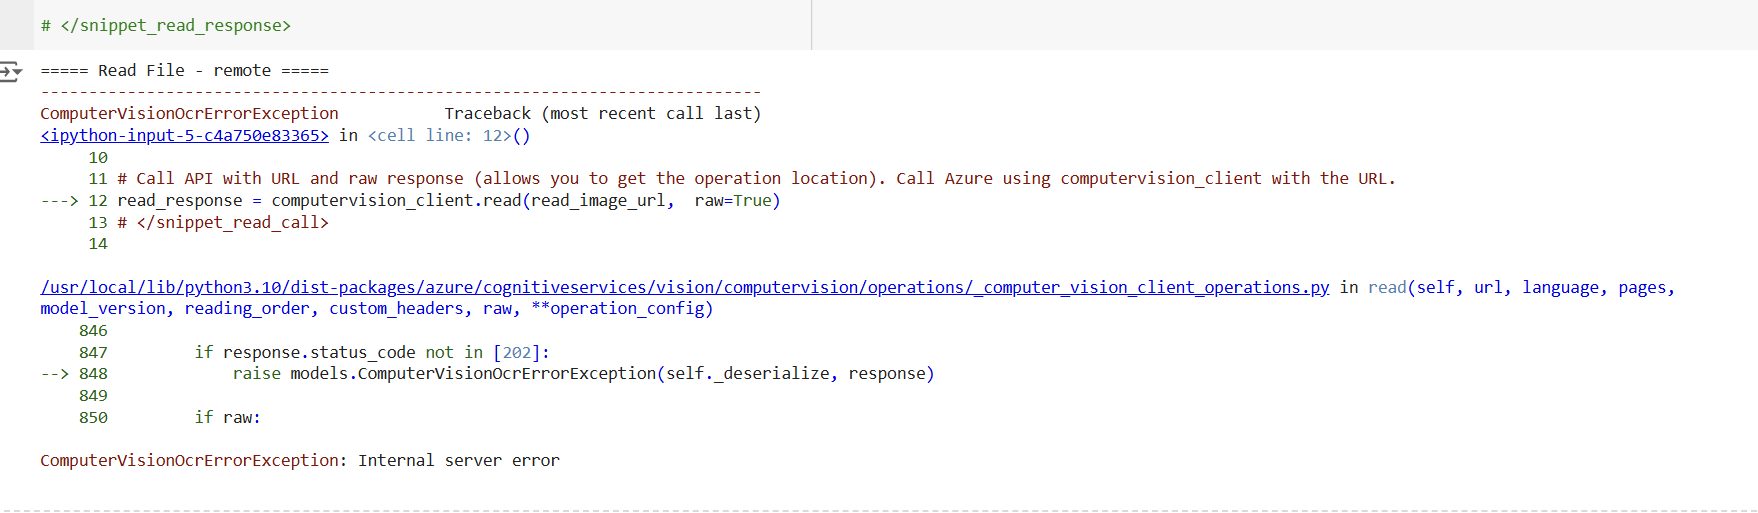 # </snippet_read_response>
===== Read File - remote =====
---------------------------------------------------------------------------
ComputerVisionOcrErrorException           Traceback (most recent call last)
<ipython-input-5-c4a750e83365> in <cell line: 12>()
     10
     11 # Call API with URL and raw response (allows you to get the operation location). Call Azure using computervision_client with the URL.
---> 12 read_response = computervision_client.read(read_image_url,  raw=True)
     13 # </snippet_read_call>
     14
/usr/local/lib/python3.10/dist-packages/azure/cognitiveservices/vision/computervision/operations/_computer_vision_client_operations.py in read(self, url, language, pages,
model_version, reading_order, custom_headers, raw, **operation_config)
    846
    847         if response.status_code not in [202]:
--> 848             raise models.ComputerVisionOcrErrorException(self._deserialize, response)
    849
    850         if raw:
ComputerVisionOcrErrorException: Internal server error